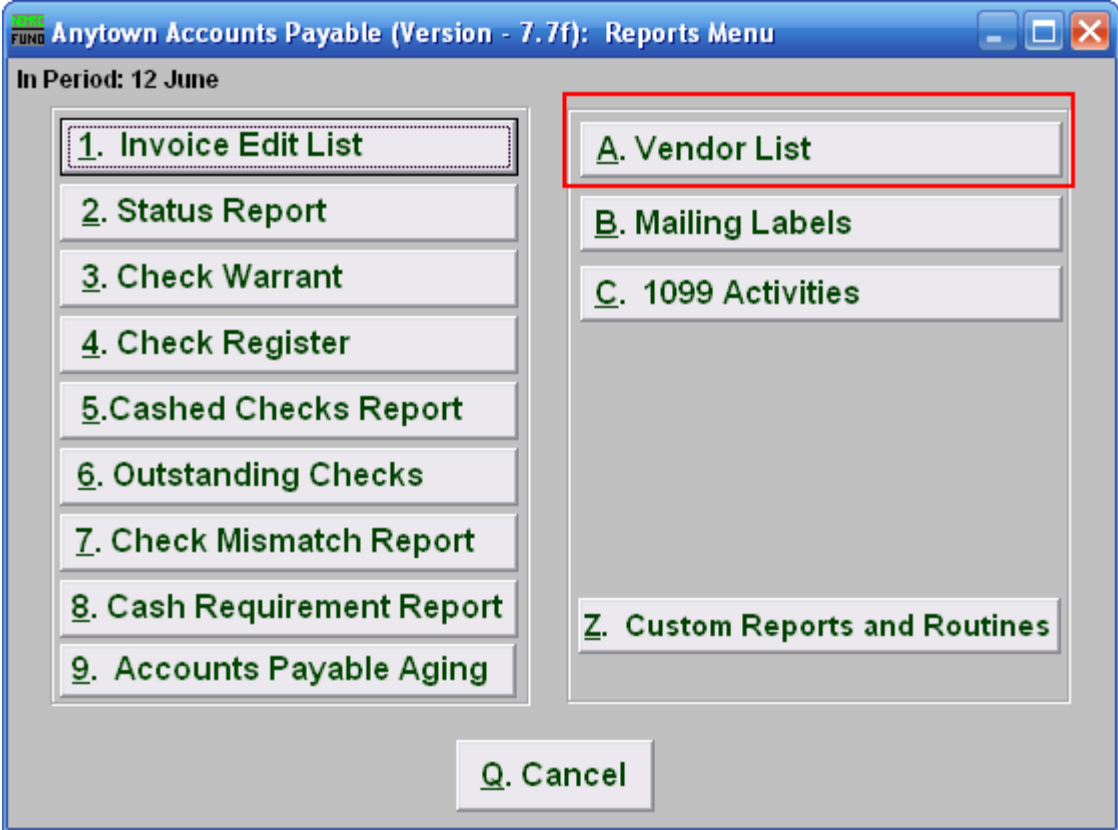 FUND Anytown Accounts Payable (Version - 7.7f): Reports Menu
In Period: 12 June
1. Invoice Edit List
2. Status Report
3. Check Warrant
4. Check Register
5.Cashed Checks Report
6. Outstanding Checks
7. Check Mismatch Report
8. Cash Requirement Report
9. Accounts Payable Aging
A. Vendor List
B. Mailing Labels
C. 1099 Activities
Z. Custom Reports and Routines
Q. Cancel